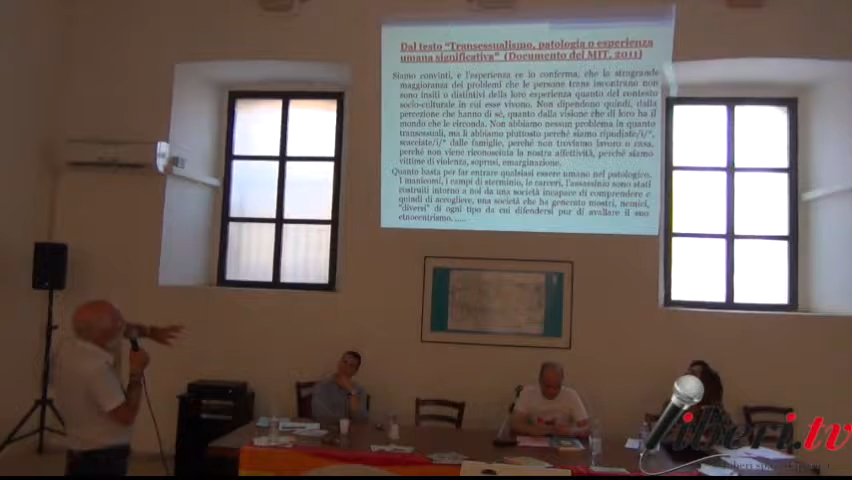 Dal testo "Transessualismo, patologia o esperienza
umana significativa" (Documento del MIT, 2011)
Siamo convinti, e l'esperienza ce lo conferma, che la stragrande
maggioranza dei problemi che le persone trans incontrano non
sono insiti o distintivi della loro esperienza quanto del contesto
socio-culturale in cui esse vivono. Non dipendono quindi, dalla
percezione che hanno di sé, quanto dalla visione che di loro ha il
mondo che le circonda. Non abbiamo nessun problema in quanto
transessuali, ma li abbiamo piuttosto perché siamo ripudiate/i/*,
scacciate/i/* dalle famiglie, perché non troviamo lavoro o casa,
perché non viene riconosciuta la nostra affettività, perché siamo
vittime di violenza, soprusi, emarginazione.
Quanto basta per far entrare qualsiasi essere umano nel patologico.
I manicomi, i campi di sterminio, le carceri, l'assassinio sono stati
costruiti intorno a noi da una società incapace di comprendere e
quindi di accogliere, una società che ha generato mostri, nemici,
"diversi" di ogni tipo da cui difendersi pur di avallare il suo
etnocentrismo. .....
liberi.tv